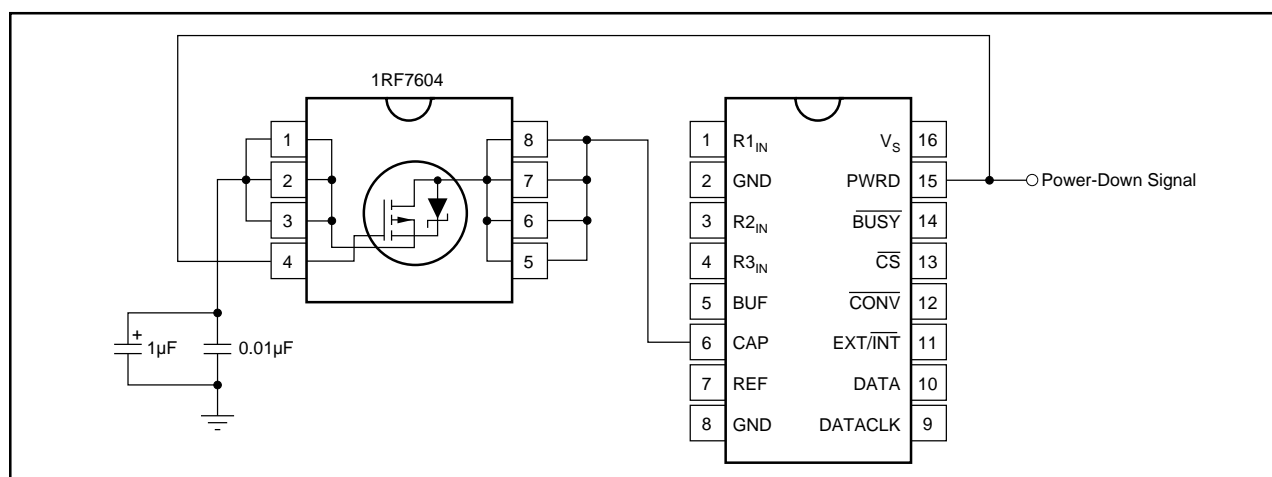 1RF7604
1
2
3
4
8
7
6
5
+
1µF
0.01µF
1 R1IN
2 GND
3 R2IN
4 R3IN
5 BUF
6 CAP
7 REF
8 GND
VS 16
PWRD 15
BUSY 14
CS 13
CONV 12
EXT/INT 11
DATA 10
DATACLK 9
Power-Down Signal